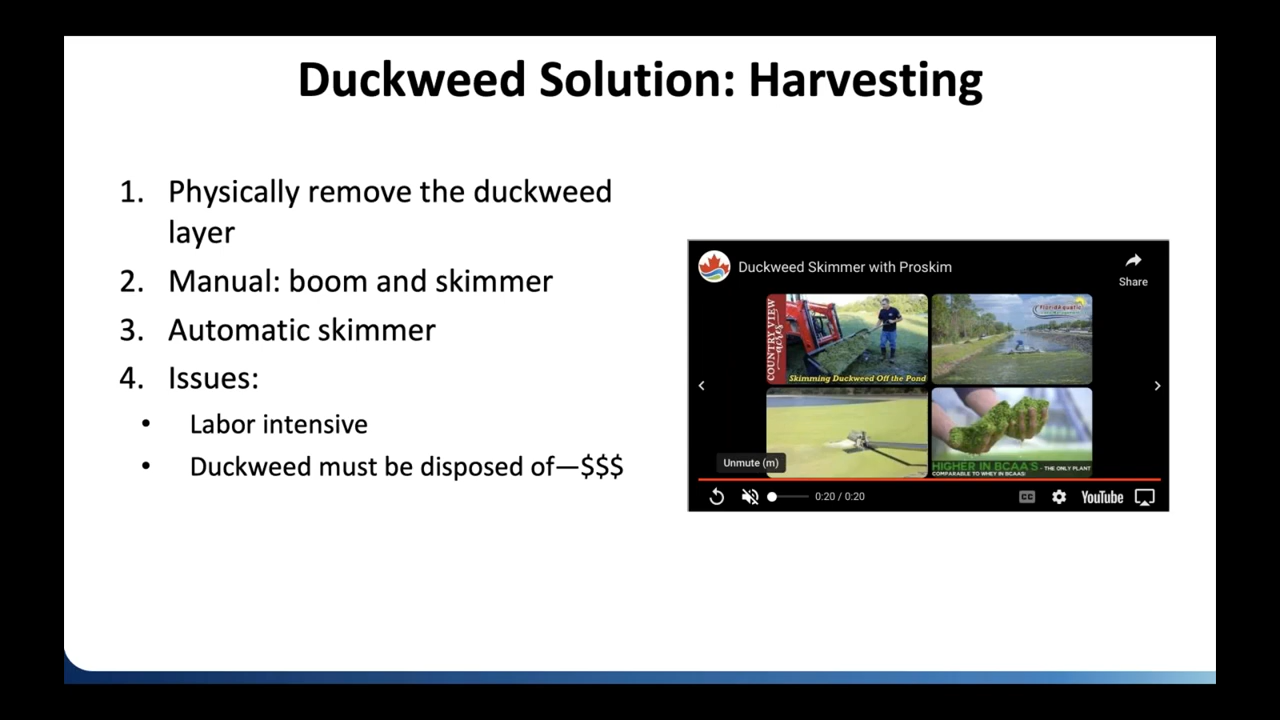 Duckweed Solution: Harvesting
1. Physically remove the duckweed
layer
2. Manual: boom and skimmer
3. Automatic skimmer
4. Issues:
• Labor intensive
• Duckweed must be disposed of—$$$
Duckweed Skimmer with Proskim
Share
COUNTRY VIEW
acres
Skimming Duckweed Off the Pond
HIGHER IN BCAA'S - THE ONLY PLANT
COMPARABLE TO WHEY IN BCAAS!
Unmute (m)
0:20 / 0:20
CC
YouTube